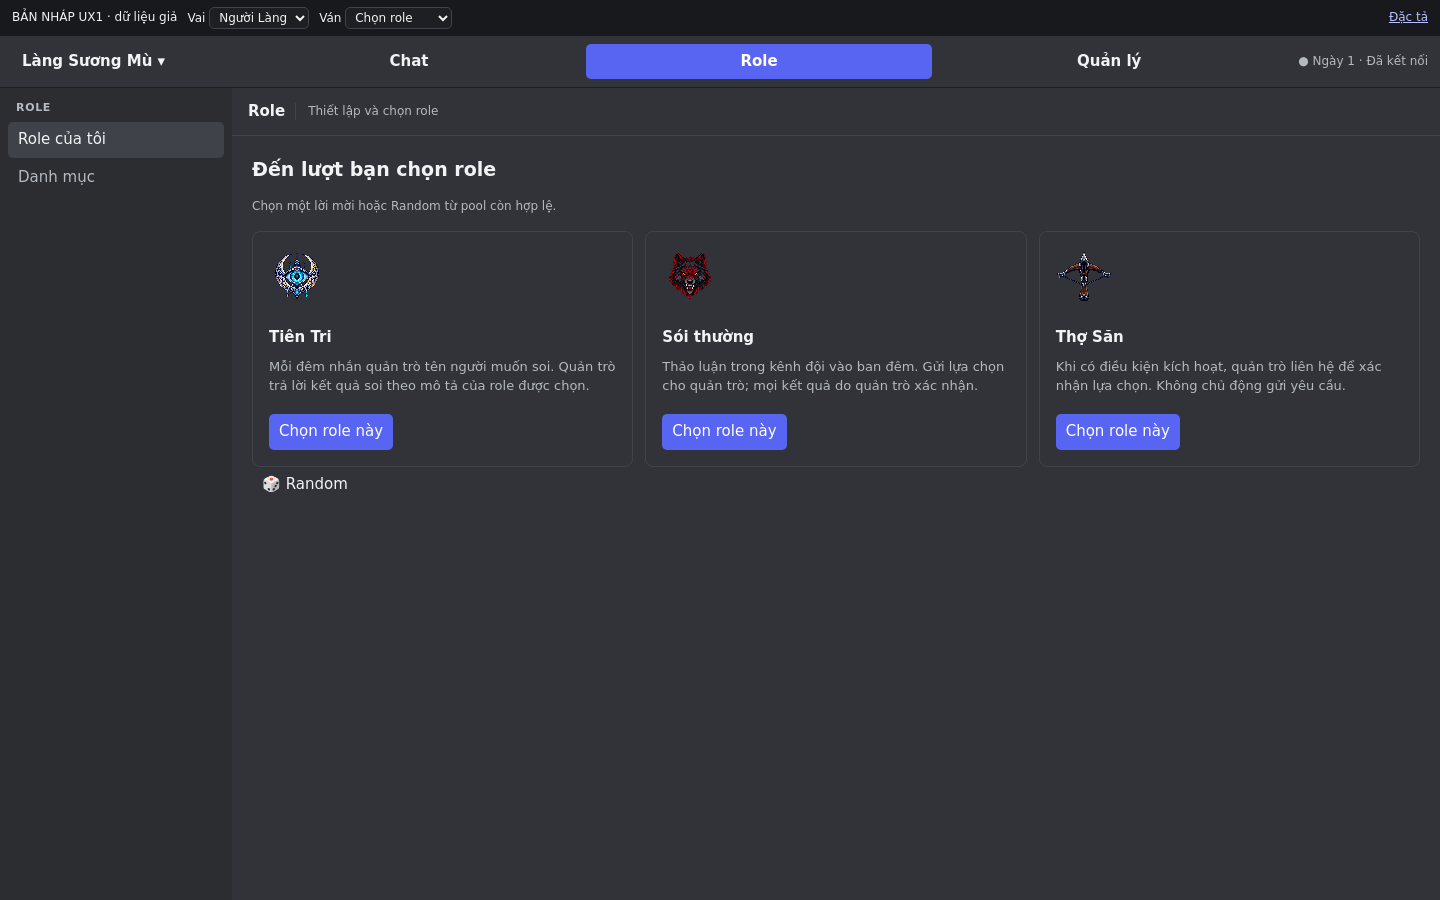 BẢN NHÁP UX1 · dữ liệu giả Vai Người Làng Ván Chọn role Đặc tả
Làng Sương Mù ▾ Chat Role Quản lý ● Ngày 1 · Đã kết nối
ROLE
Role của tôi
Danh mục
Role Thiết lập và chọn role
Đến lượt bạn chọn role
Chọn một lời mời hoặc Random từ pool còn hợp lệ.
Tiên Tri
Mỗi đêm nhắn quản trò tên người muốn soi. Quản trò
trả lời kết quả soi theo mô tả của role được chọn.
Chọn role này
Sói thường
Thảo luận trong kênh đội vào ban đêm. Gửi lựa chọn
cho quản trò; mọi kết quả do quản trò xác nhận.
Chọn role này
Thợ Săn
Khi có điều kiện kích hoạt, quản trò liên hệ để xác
nhận lựa chọn. Không chủ động gửi yêu cầu.
Chọn role này
🎲 Random